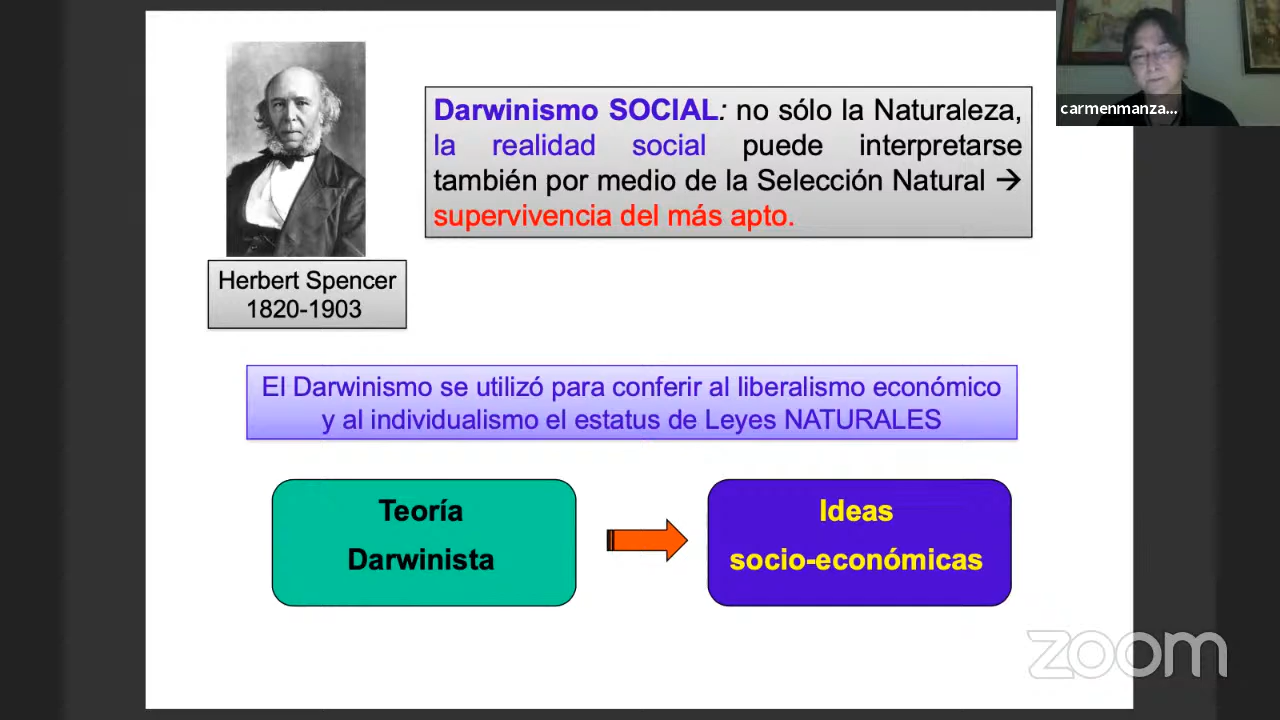 carmenmanza...
Darwinismo SOCIAL: no sólo la Naturaleza,
la realidad social puede interpretarse
también por medio de la Selección Natural →
supervivencia del más apto.
Herbert Spencer
1820-1903
El Darwinismo se utilizó para conferir al liberalismo económico
y al individualismo el estatus de Leyes NATURALES
Teoría
Darwinista
Ideas
socio-económicas
zoom